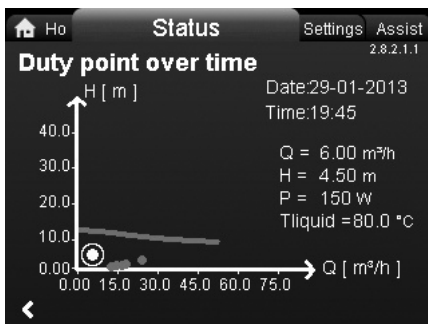 Ho Status Settings Assist
2.8.2.1.1
Duty point over time
H [ m ]
Date:29-01-2013
Time:19:45
40.0
30.0
20.0
10.0
0.00
Q = 6.00 m³/h
H = 4.50 m
P = 150 W
Tliquid =80.0 °C
0.00 15.0 30.0 45.0 60.0 75.0
Q [ m³/h ]